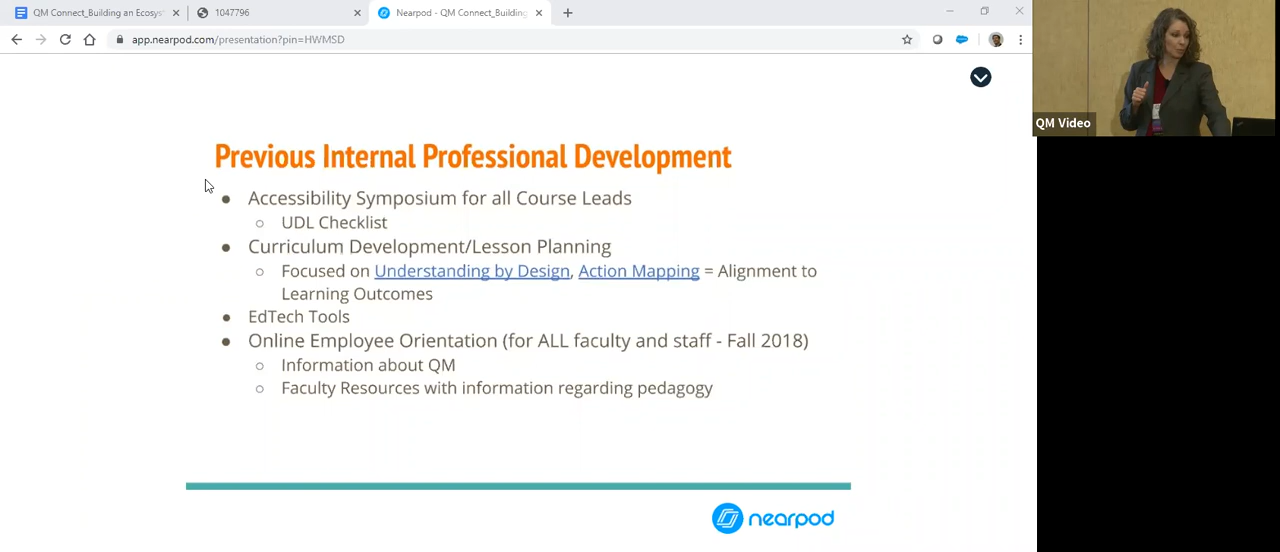 QM Connect_Building an Ecosys
1047796
Nearpod - QM Connect_Building
app.nearpod.com/presentation?pin=HWMSD
QM Video
Previous Internal Professional Development
Accessibility Symposium for all Course Leads
UDL Checklist
Curriculum Development/Lesson Planning
Focused on Understanding by Design, Action Mapping = Alignment to
Learning Outcomes
EdTech Tools
Online Employee Orientation (for ALL faculty and staff - Fall 2018)
Information about QM
Faculty Resources with information regarding pedagogy
nearpod